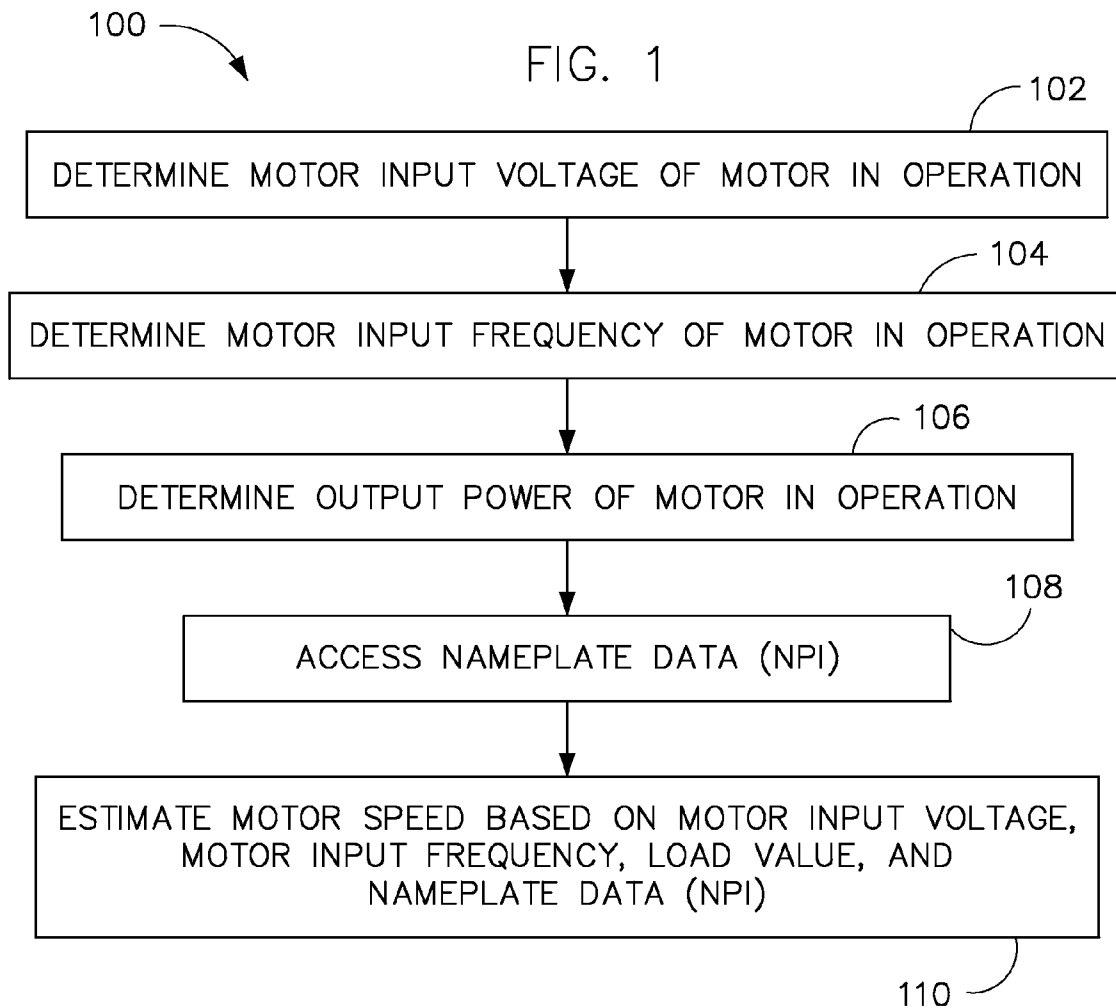 100
FIG. 1
102
DETERMINE MOTOR INPUT VOLTAGE OF MOTOR IN OPERATION
104
DETERMINE MOTOR INPUT FREQUENCY OF MOTOR IN OPERATION
106
DETERMINE OUTPUT POWER OF MOTOR IN OPERATION
108
ACCESS NAMEPLATE DATA (NPI)
ESTIMATE MOTOR SPEED BASED ON MOTOR INPUT VOLTAGE,
MOTOR INPUT FREQUENCY, LOAD VALUE, AND
NAMEPLATE DATA (NPI)
110